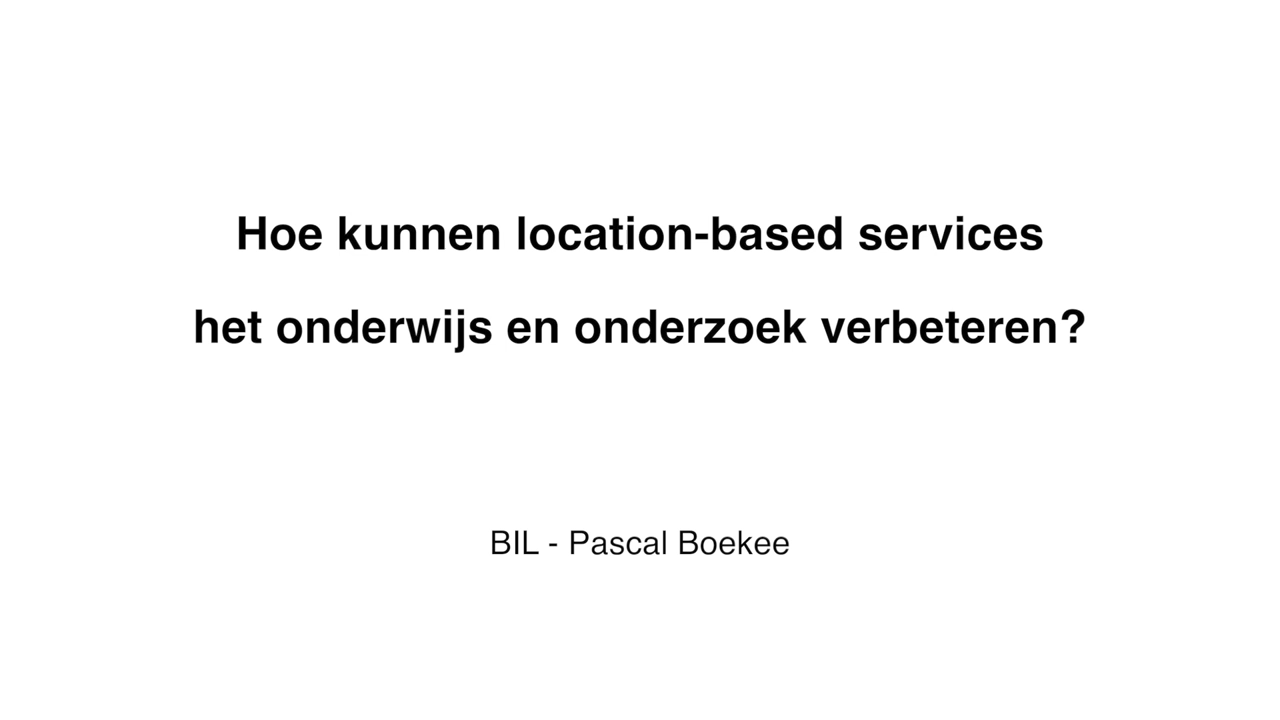 Hoe kunnen location-based services
het onderwijs en onderzoek verbeteren?
BIL - Pascal Boekee